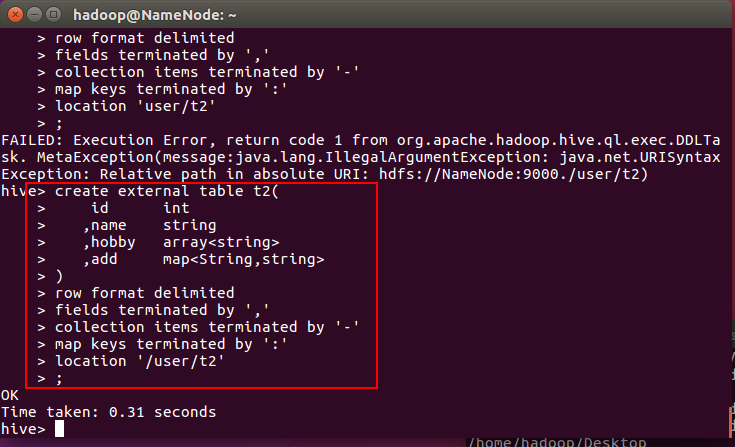 hadoop@NameNode: ~
> row format delimited
> fields terminated by ','
> collection items terminated by '-'
> map keys terminated by ':'
> location 'user/t2'
> ;
FAILED: Execution Error, return code 1 from org.apache.hadoop.hive.ql.exec.DDLTa
sk. MetaException(message:java.lang.IllegalArgumentException: java.net.URISyntax
Exception: Relative path in absolute URI: hdfs://NameNode:9000./user/t2)
hive> create external table t2(
>     id      int
>    ,name    string
>    ,hobby   array<string>
>    ,add     map<String,string>
> )
> row format delimited
> fields terminated by ','
> collection items terminated by '-'
> map keys terminated by ':'
> location '/user/t2'
> ;
OK
Time taken: 0.31 seconds
hive>
/home/hadoop/Desktop